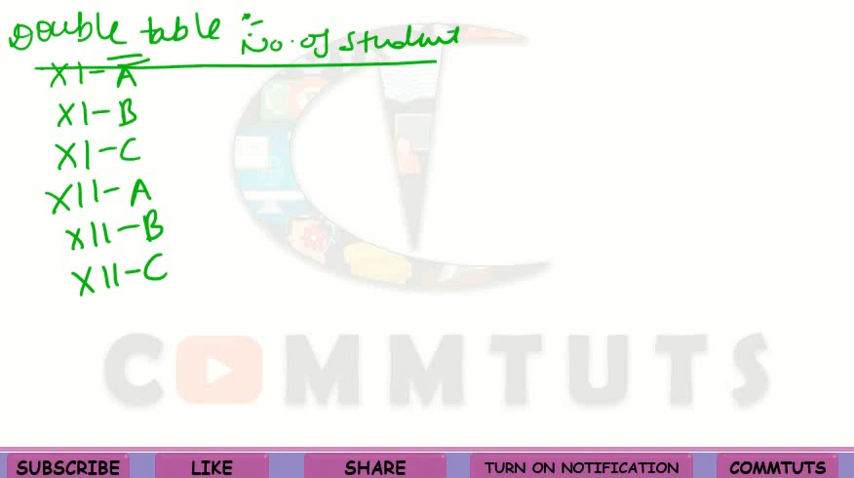 Double table :- No. of student
XI-A
XI-B
XI-C
XII-A
XII-B
XII-C
COMMTUTS
SUBSCRIBE LIKE SHARE TURN ON NOTIFICATION COMMTUTS